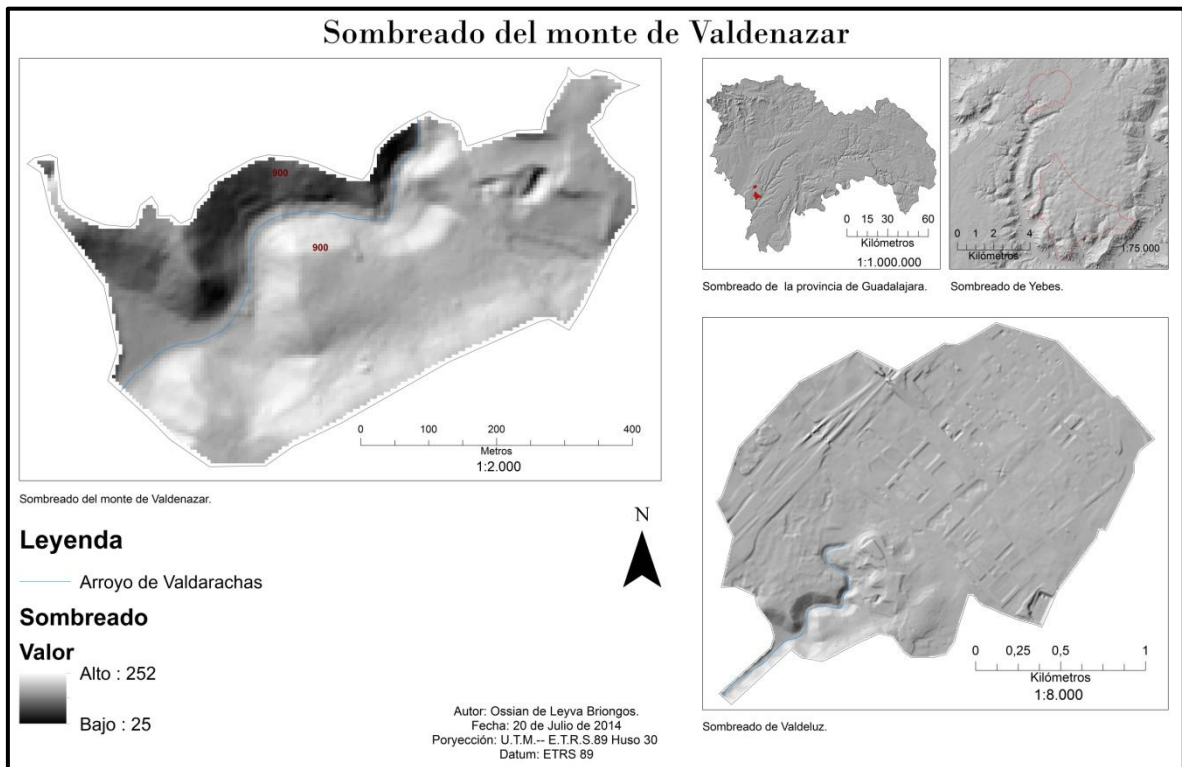 Sombreado del monte de Valdenazar
900
900
0 100 200 400
Metros
1:2.000
Sombreado del monte de Valdenazar.
0 15 30 60
Kilómetros
1:1.000.000
Sombreado de la provincia de Guadalajara.
0 1 2 4
Kilómetros
1:75.000
Sombreado de Yebes.
Leyenda
Arroyo de Valdarachas
Sombreado
Valor
Alto : 252
Bajo : 25
N
Autor: Ossian de Leyva Briongos.
Fecha: 20 de Julio de 2014
Poryección: U.T.M.-- E.T.R.S.89 Huso 30
Datum: ETRS 89
0 0,25 0,5 1
Kilómetros
1:8.000
Sombreado de Valdeluz.